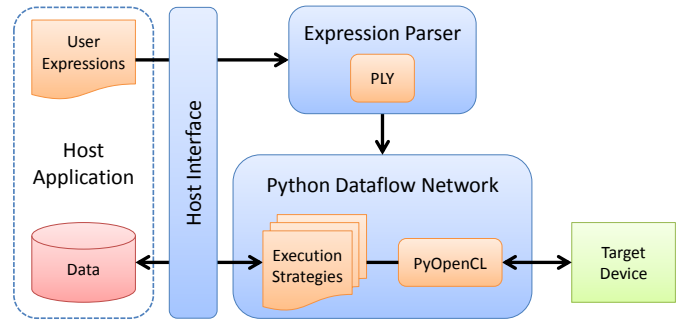 User
Expressions
Host
Application
Data
Host Interface
Expression Parser
PLY
Python Dataflow Network
Execution
Strategies
PyOpenCL
Target
Device